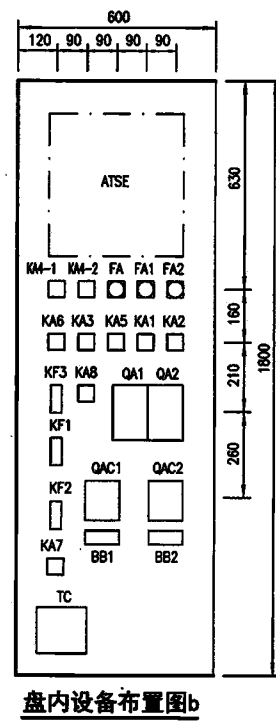 600
120 90 90 90 90
ATSE
630
KM-1 KM-2 FA FA1 FA2
160
KA6 KA3 KA5 KA1 KA2
1800
KF3 KA8 QA1 QA2
210
KF1
260
QAC1 QAC2
KF2
BB1 BB2
KA7
TC
盘内设备布置图b